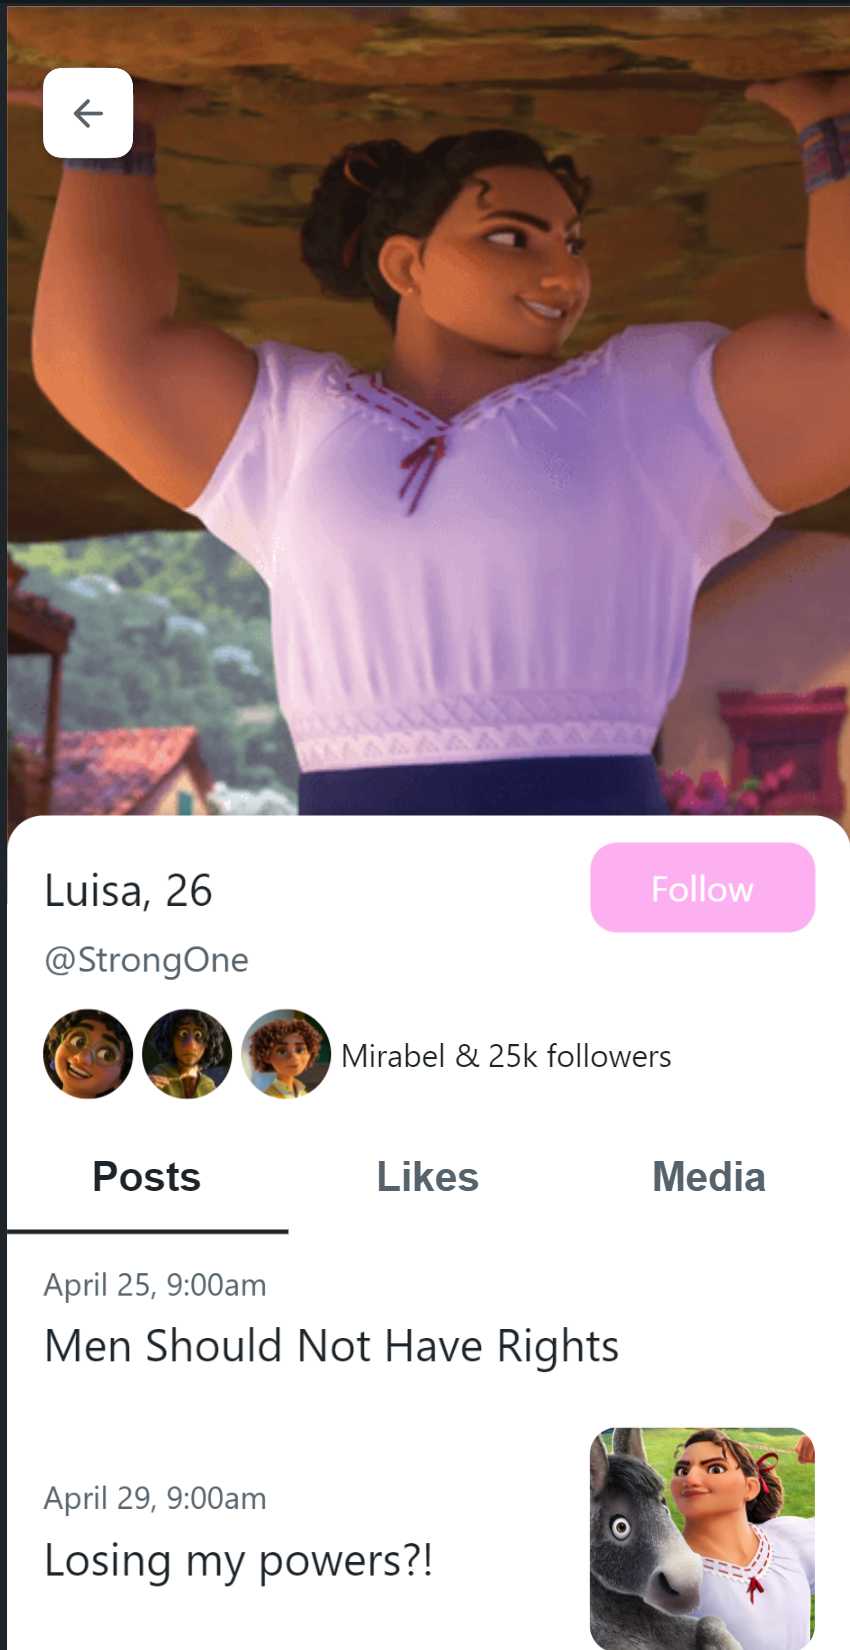 Luisa, 26
Follow
@StrongOne
Mirabel & 25k followers
Posts
Likes
Media
April 25, 9:00am
Men Should Not Have Rights
April 29, 9:00am
Losing my powers?!